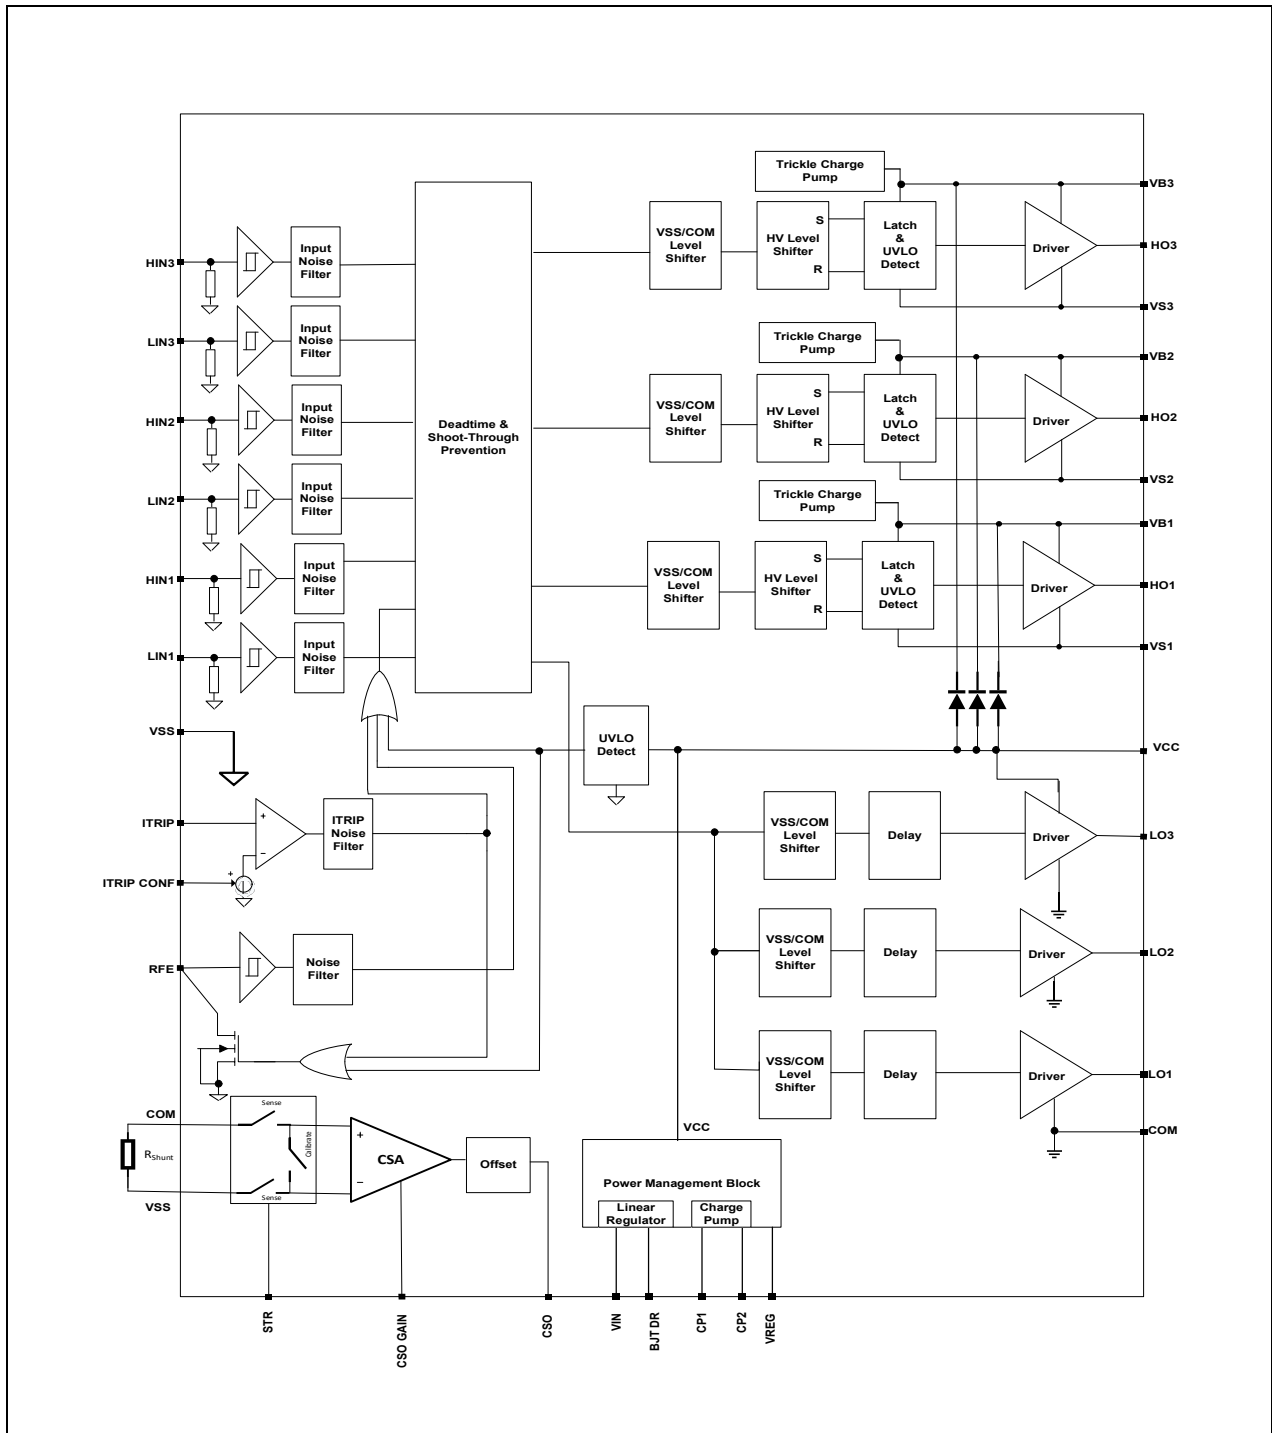 Trickle Charge
Pump
VB3
HIN3
Input
Noise
Filter
VSS/COM
Level
Shifter
S
HV Level
Shifter
R
Latch
&
UVLO
Detect
Driver
HO3
VS3
LIN3
Input
Noise
Filter
Trickle Charge
Pump
VB2
HIN2
Input
Noise
Filter
Deadtime &
Shoot-Through
Prevention
VSS/COM
Level
Shifter
S
HV Level
Shifter
R
Latch
&
UVLO
Detect
Driver
HO2
VS2
LIN2
Input
Noise
Filter
Trickle Charge
Pump
VB1
HIN1
Input
Noise
Filter
VSS/COM
Level
Shifter
S
HV Level
Shifter
R
Latch
&
UVLO
Detect
Driver
HO1
VS1
LIN1
Input
Noise
Filter
VSS
UVLO
Detect
VCC
ITRIP
+
−
ITRIP
Noise
Filter
VSS/COM
Level
Shifter
Delay
Driver
LO3
ITRIP CONF
+
RFE
Noise
Filter
VSS/COM
Level
Shifter
Delay
Driver
LO2
VSS/COM
Level
Shifter
Delay
Driver
LO1
COM
COM
RShunt
VSS
Sense
Calibrate
Sense
+
CSA
−
Offset
VCC
Power Management Block
Linear
Regulator
Charge
Pump
STR
CSO GAIN
CSO
VIN
BJT DR
CP1
CP2
VREG